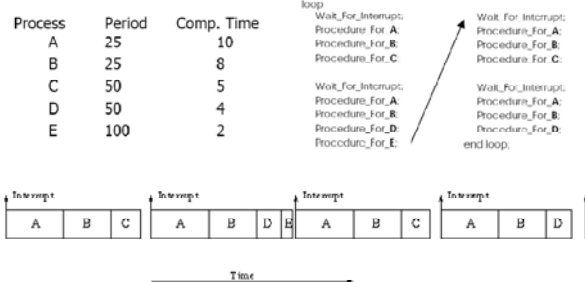 Process Period Comp. Time
A 25 10
B 25 8
C 50 5
D 50 4
E 100 2
loop
Wait_For_Interrupt;
Procedure_For_A;
Procedure_For_B;
Procedure_For_C;
Wait_For_Interrupt;
Procedure_For_A;
Procedure_For_B;
Procedure_For_D;
Procedure_For_E;
Wait_For_Interrupt;
Procedure_For_A;
Procedure_For_B;
Procedure_For_C;
Wait_For_Interrupt;
Procedure_For_A;
Procedure_For_B;
Procedure_For_D;
end loop;
Interrupt Interrupt Interrupt Interrupt
A B C A B D E A B C A B D
Time